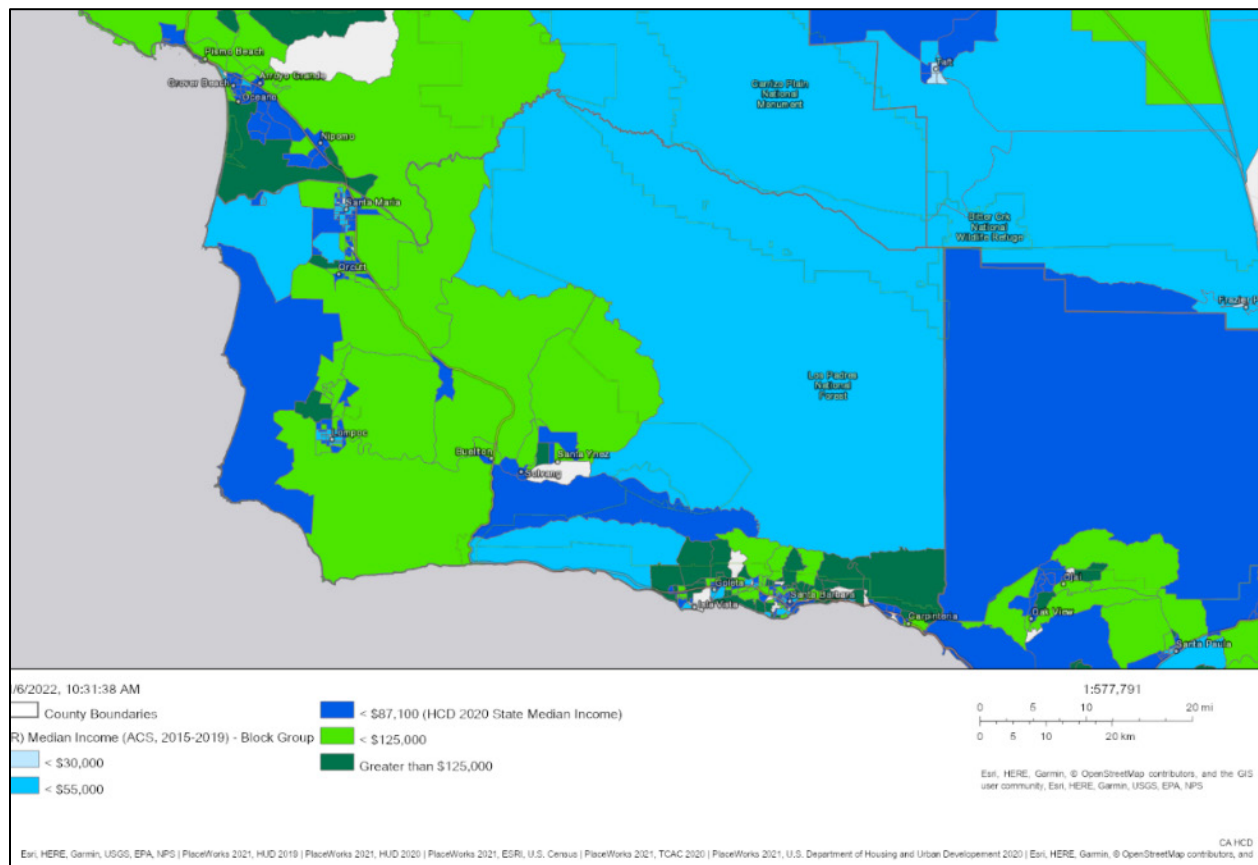 Pismo Beach
Grover Beach
Arroyo Grande
Oceano
Nipomo
Santa Maria
Orcutt
Lompoc
Buellton
Solvang
Santa Ynez
Carrizo Plain
National
Monument
Taft
Bitter Crk
National
Wildlife Refuge
Frazier P
Los Padres
National
Forest
Goleta
Isla Vista
Santa Barbara
Carpinteria
Ojai
Oak View
Santa Paula
/6/2022, 10:31:38 AM
County Boundaries
R) Median Income (ACS, 2015-2019) - Block Group
< $30,000
< $55,000
< $87,100 (HCD 2020 State Median Income)
< $125,000
Greater than $125,000
1:577,791
0 5 10 20 mi
0 5 10 20 km
Esri, HERE, Garmin, © OpenStreetMap contributors, and the GIS
user community, Esri, HERE, Garmin, USGS, EPA, NPS
CA HCD
Esri, HERE, Garmin, USGS, EPA, NPS | PlaceWorks 2021, HUD 2019 | PlaceWorks 2021, HUD 2020 | PlaceWorks 2021, ESRI, U.S. Census | PlaceWorks 2021, TCAC 2020 | PlaceWorks 2021, U.S. Department of Housing and Urban Developement 2020 | Esri, HERE, Garmin, © OpenStreetMap contributors, and